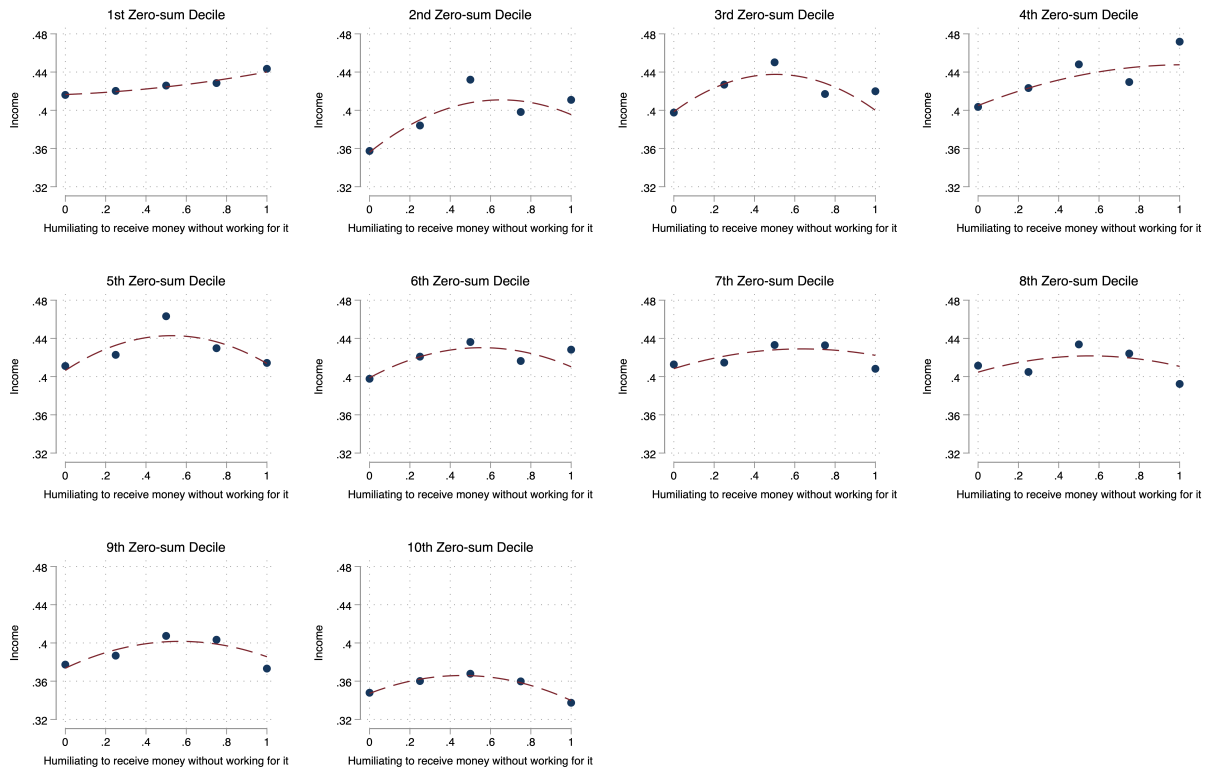 1st Zero-sum Decile
.48
.44
.4
.36
.32
Income
0 .2 .4 .6 .8 1
Humiliating to receive money without working for it
2nd Zero-sum Decile
.48
.44
.4
.36
.32
Income
0 .2 .4 .6 .8 1
Humiliating to receive money without working for it
3rd Zero-sum Decile
.48
.44
.4
.36
.32
Income
0 .2 .4 .6 .8 1
Humiliating to receive money without working for it
4th Zero-sum Decile
.48
.44
.4
.36
.32
Income
0 .2 .4 .6 .8 1
Humiliating to receive money without working for it
5th Zero-sum Decile
.48
.44
.4
.36
.32
Income
0 .2 .4 .6 .8 1
Humiliating to receive money without working for it
6th Zero-sum Decile
.48
.44
.4
.36
.32
Income
0 .2 .4 .6 .8 1
Humiliating to receive money without working for it
7th Zero-sum Decile
.48
.44
.4
.36
.32
Income
0 .2 .4 .6 .8 1
Humiliating to receive money without working for it
8th Zero-sum Decile
.48
.44
.4
.36
.32
Income
0 .2 .4 .6 .8 1
Humiliating to receive money without working for it
9th Zero-sum Decile
.48
.44
.4
.36
.32
Income
0 .2 .4 .6 .8 1
Humiliating to receive money without working for it
10th Zero-sum Decile
.48
.44
.4
.36
.32
Income
0 .2 .4 .6 .8 1
Humiliating to receive money without working for it